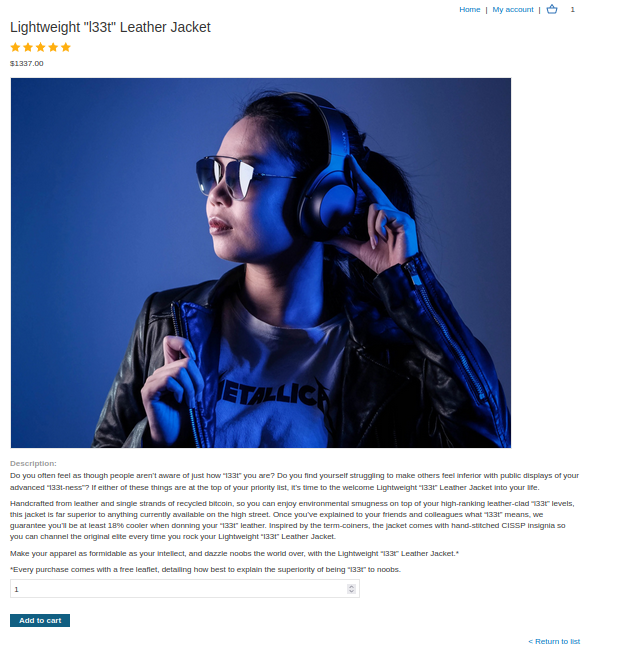 Home | My account | 1
Lightweight "l33t" Leather Jacket
$1337.00
METALLICA
Description:
Do you often feel as though people aren't aware of just how “l33t” you are? Do you find yourself struggling to make others feel inferior with public displays of your
advanced “l33t-ness”? If either of these things are at the top of your priority list, it's time to the welcome Lightweight “l33t” Leather Jacket into your life.
Handcrafted from leather and single strands of recycled bitcoin, so you can enjoy environmental smugness on top of your high-ranking leather-clad “l33t” levels,
this jacket is far superior to anything currently available on the high street. Once you've explained to your friends and colleagues what “l33t” means, we
guarantee you'll be at least 18% cooler when donning your “l33t” leather. Inspired by the term-coiners, the jacket comes with hand-stitched CISSP insignia so
you can channel the original elite every time you rock your Lightweight “l33t” Leather Jacket.
Make your apparel as formidable as your intellect, and dazzle noobs the world over, with the Lightweight “l33t” Leather Jacket.*
*Every purchase comes with a free leaflet, detailing how best to explain the superiority of being “l33t” to noobs.
1
Add to cart
< Return to list